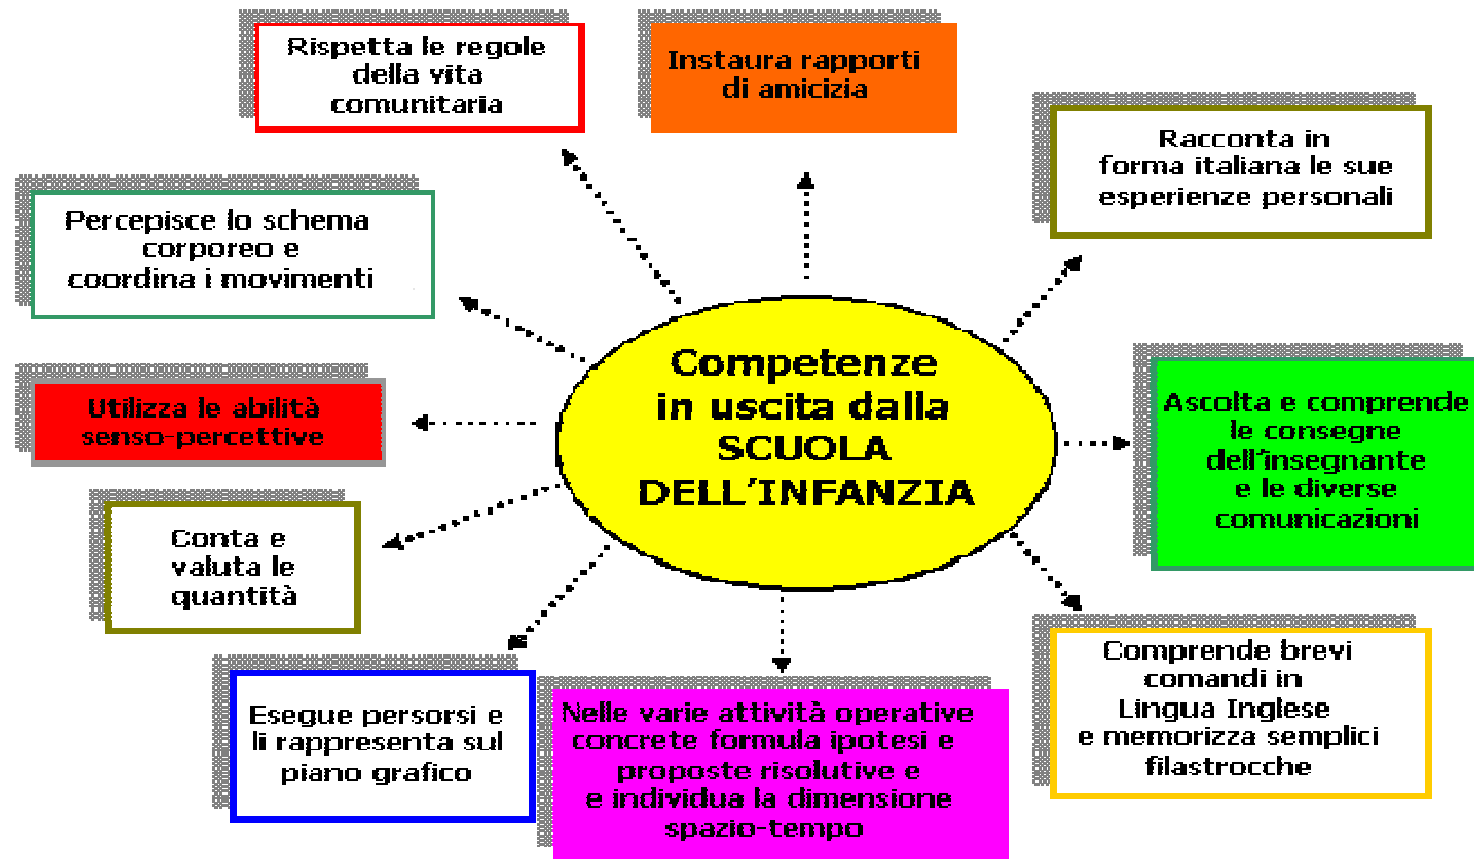 Rispetta le regole
della vita
comunitaria
Instaura rapporti
di amicizia
Racconta in
forma italiana le sue
esperienze personali
Percepisce lo schema
corporeo e
coordina i movimenti
Competenze
in uscita dalla
SCUOLA
DELL'INFANZIA
Utilizza le abilità
senso-percettive
Ascolta e comprende
le consegne
dell'insegnante
e le diverse
comunicazioni
Conta e
valuta le
quantità
Esegue persorsi e
li rappresenta sul
piano grafico
Nelle varie attività operative
concrete formula ipotesi e
proposte risolutive e
e individua la dimensione
spazio-tempo
Comprende brevi
comandi in
Lingua Inglese
e memorizza semplici
filastrocche